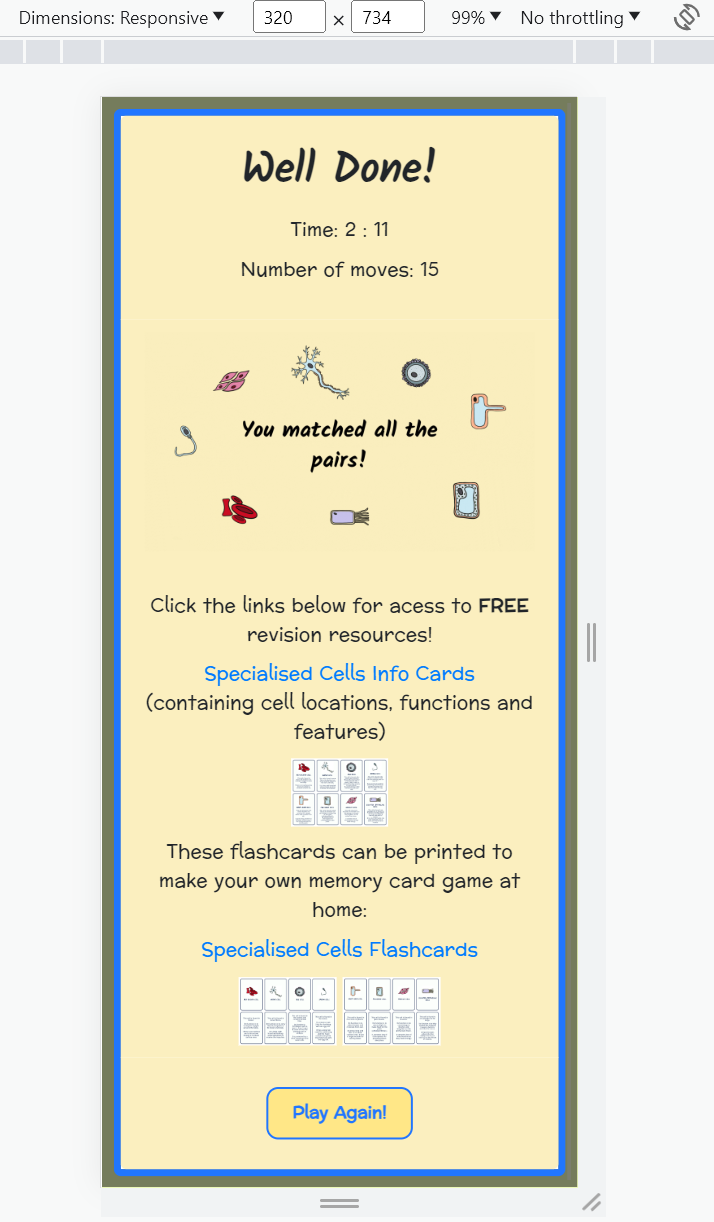 Dimensions: Responsive ▼ 320 × 734 99% ▼ No throttling ▼
Well Done!
Time: 2 : 11
Number of moves: 15
You matched all the
pairs!
Click the links below for acess to FREE
revision resources!
Specialised Cells Info Cards
(containing cell locations, functions and
features)
These flashcards can be printed to
make your own memory card game at
home:
Specialised Cells Flashcards
Play Again!